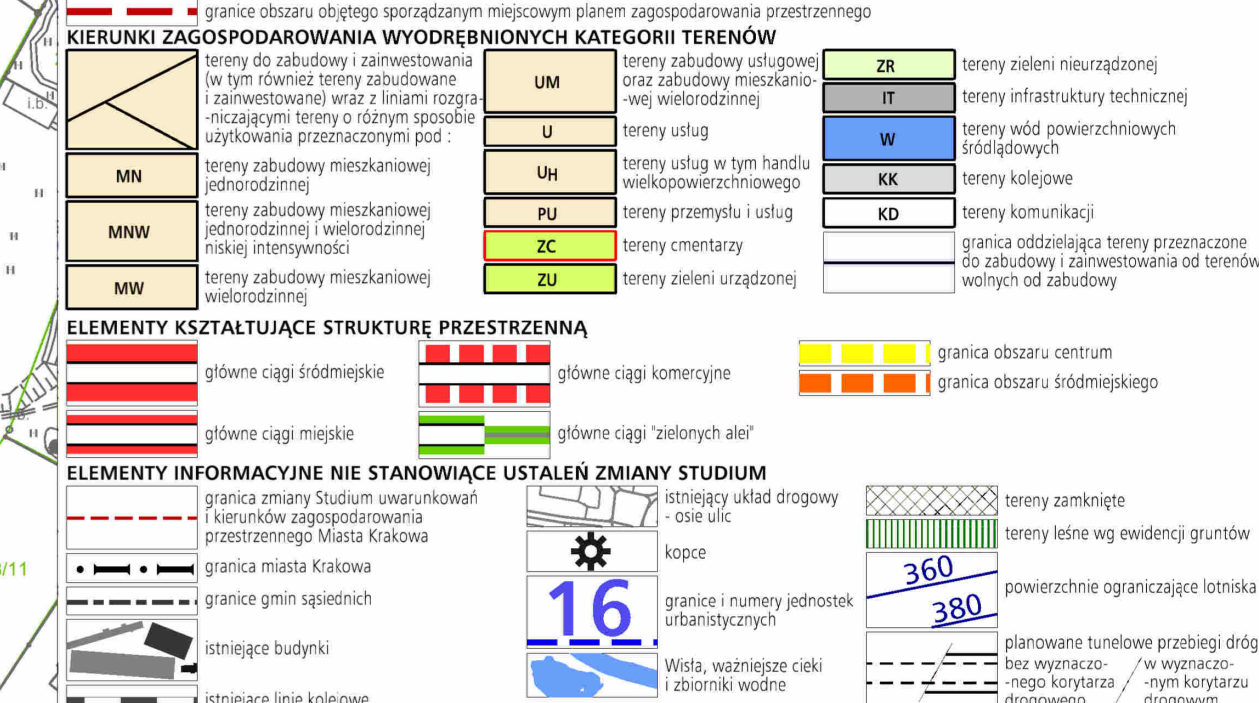 granice obszaru objętego sporządzanym miejscowym planem zagospodarowania przestrzennego
KIERUNKI ZAGOSPODAROWANIA WYODRĘBNIONYCH KATEGORII TERENÓW
tereny do zabudowy i zainwestowania
(w tym również tereny zabudowane
i zainwestowane) wraz z liniami rozgra-
-niczającymi tereny o różnym sposobie
użytkowania przeznaczonymi pod :
MN
tereny zabudowy mieszkaniowej
jednorodzinnej
MNW
tereny zabudowy mieszkaniowej
jednorodzinnej i wielorodzinnej
niskiej intensywności
MW
tereny zabudowy mieszkaniowej
wielorodzinnej
UM
tereny zabudowy usługowej
oraz zabudowy mieszkanio-
-wej wielorodzinnej
U
tereny usług
UH
tereny usług w tym handlu
wielkopowierzchniowego
PU
tereny przemysłu i usług
ZC
tereny cmentarzy
ZU
tereny zieleni urządzonej
ZR
tereny zieleni nieurządzonej
IT
tereny infrastruktury technicznej
W
tereny wód powierzchniowych
śródlądowych
KK
tereny kolejowe
KD
tereny komunikacji
granica oddzielająca tereny przeznaczone
do zabudowy i zainwestowania od terenów
wolnych od zabudowy
ELEMENTY KSZTAŁTUJĄCE STRUKTURĘ PRZESTRZENNĄ
główne ciągi śródmiejskie
główne ciągi miejskie
główne ciągi komercyjne
główne ciągi "zielonych alei"
granica obszaru centrum
granica obszaru śródmiejskiego
ELEMENTY INFORMACYJNE NIE STANOWIĄCE USTALEŃ ZMIANY STUDIUM
granica zmiany Studium uwarunkowań
i kierunków zagospodarowania
przestrzennego Miasta Krakowa
granica miasta Krakowa
granice gmin sąsiednich
istniejące budynki
istniejące linie kolejowe
istniejący układ drogowy
- osie ulic
kopce
16
granice i numery jednostek
urbanistycznych
Wisła, ważniejsze cieki
i zbiorniki wodne
tereny zamknięte
tereny leśne wg ewidencji gruntów
360
380
powierzchnie ograniczające lotniska
planowane tunelowe przebiegi dróg
bez wyznaczo-
-nego korytarza
drogowego
w wyznaczo-
-nym korytarzu
drogowym
i.b.
/11
H
H
H
H
H